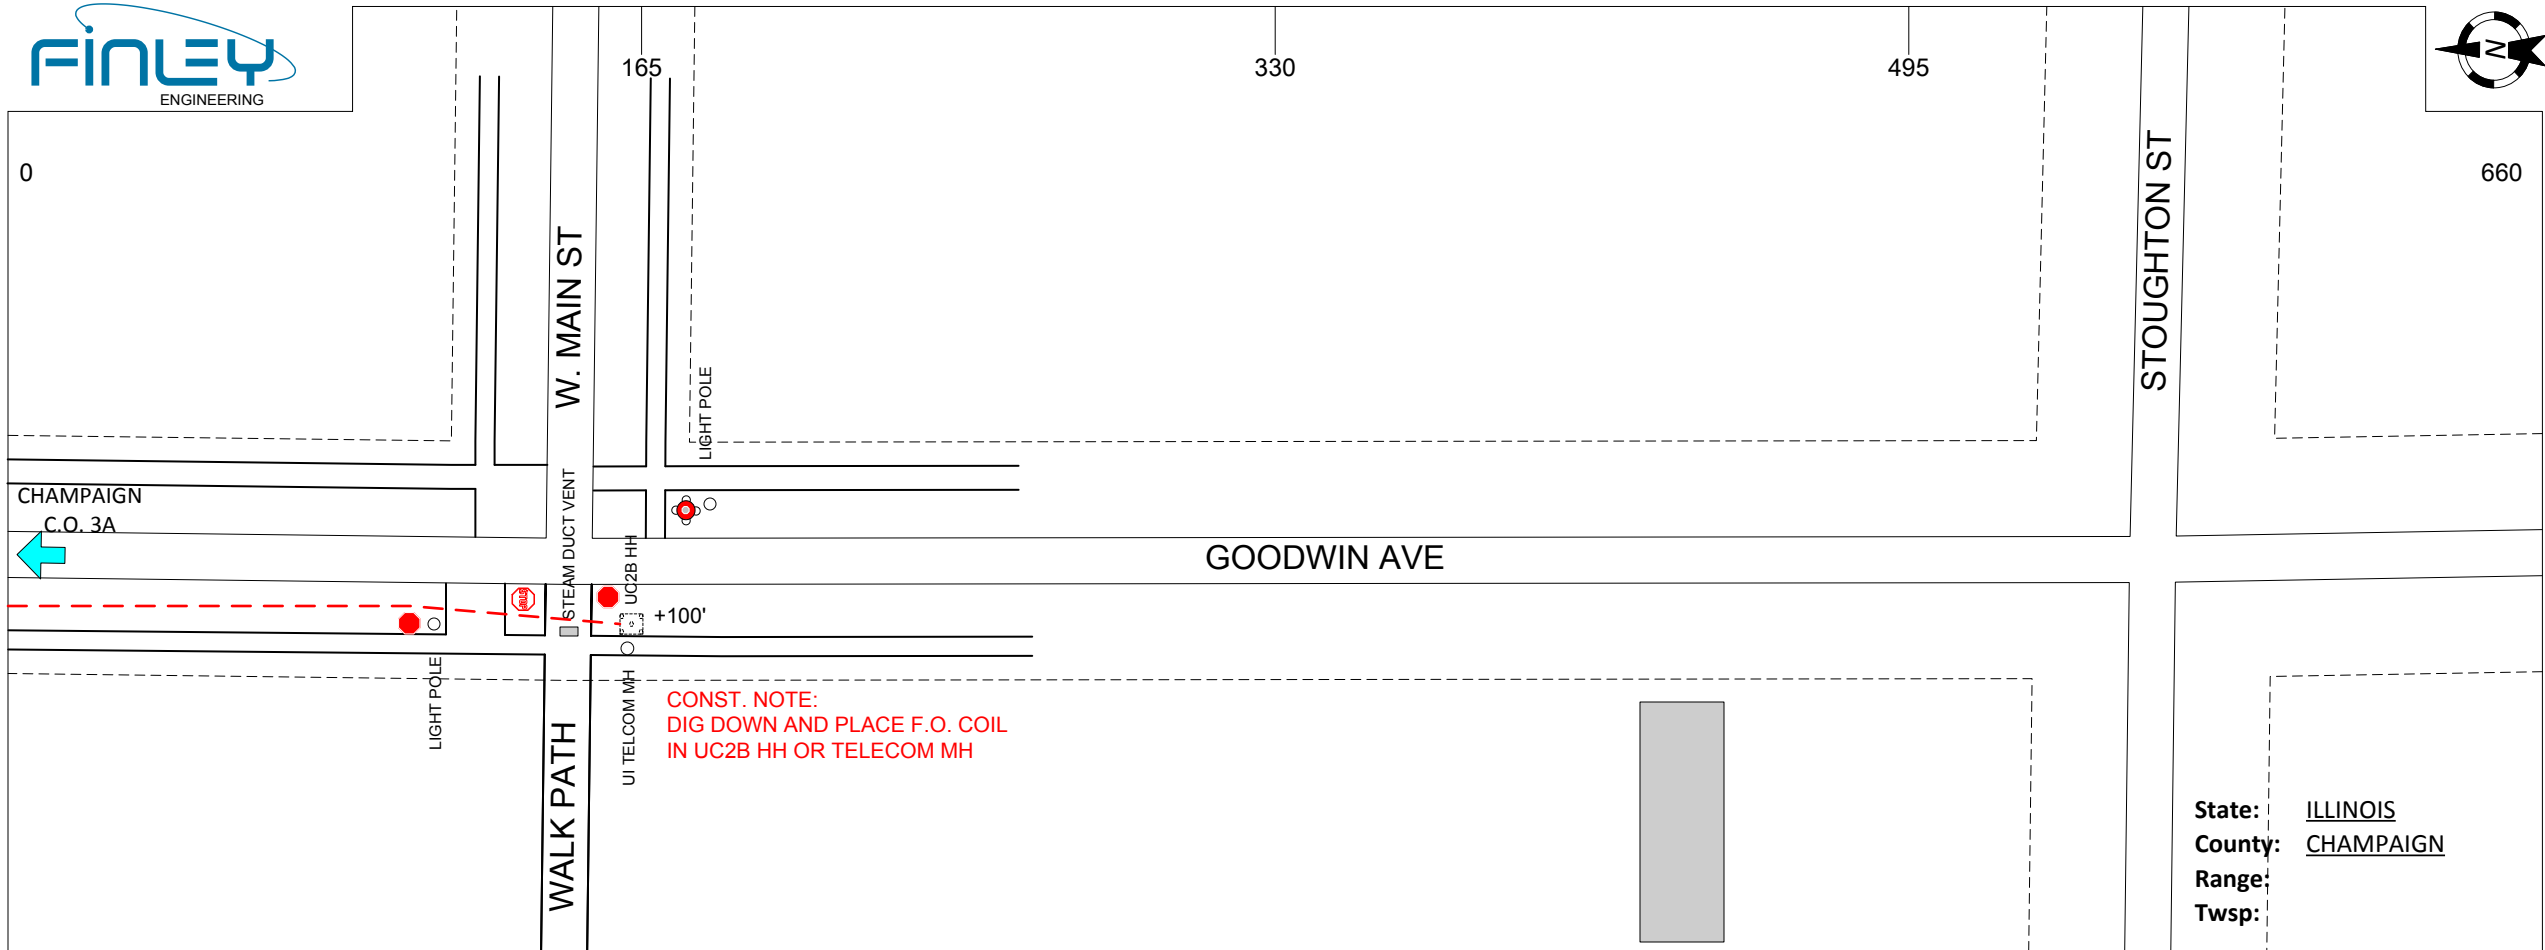 FINLEY
ENGINEERING
165
330
495
N
0
660
W. MAIN ST
STOUGHTON ST
LIGHT POLE
CHAMPAIGN
C.O. 3A
STEAM DUCT VENT
UC2B HH
GOODWIN AVE
STOP
+100'
LIGHT POLE
UI TELCOM MH
CONST. NOTE:
DIG DOWN AND PLACE F.O. COIL
IN UC2B HH OR TELECOM MH
WALK PATH
State: ILLINOIS
County: CHAMPAIGN
Range:
Twsp: